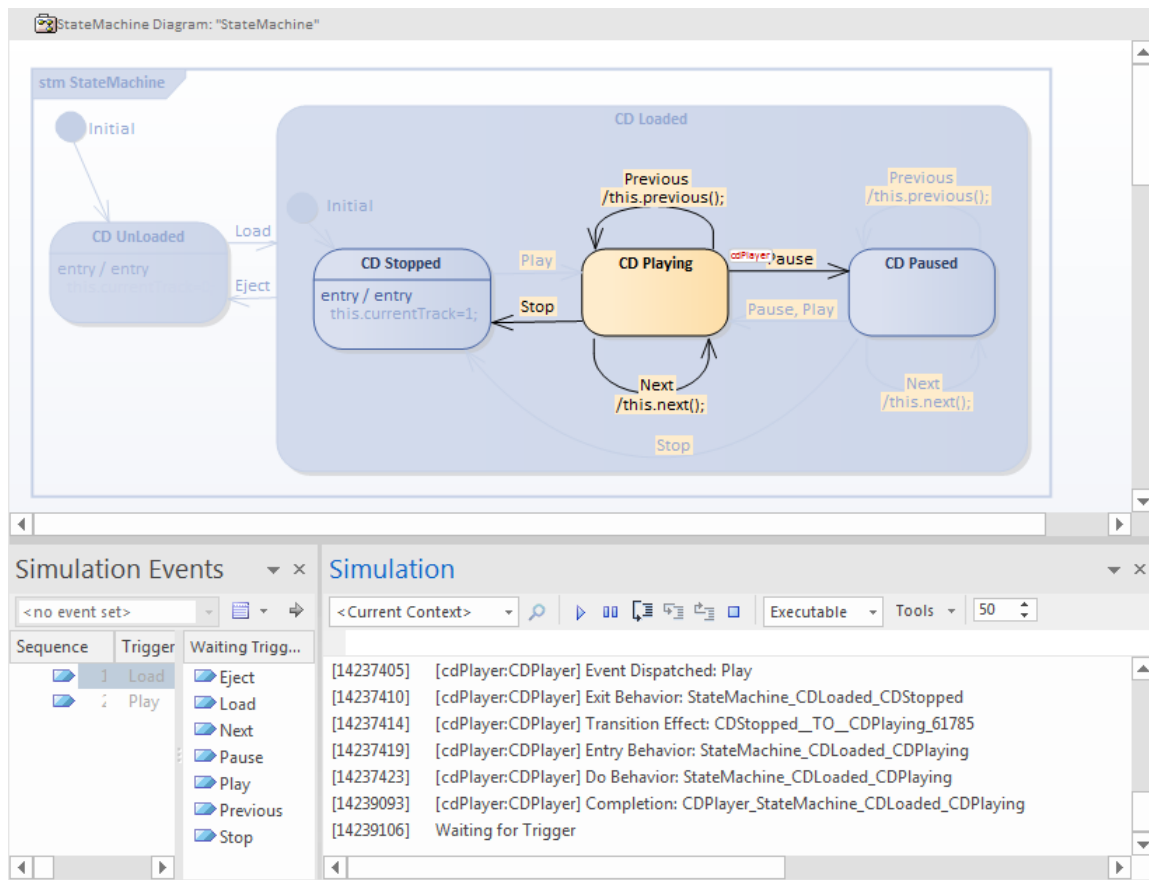 StateMachine Diagram: "StateMachine"
stm StateMachine
Initial
CD UnLoaded
entry / entry
Load
Eject
CD Loaded
Initial
CD Stopped
entry / entry
this.currentTrack=1;
Play
Stop
Previous
/this.previous();
CD Playing
Next
/this.next();
cdPlayer
Pause
Pause, Play
Previous
/this.previous();
CD Paused
Next
/this.next();
Stop
Simulation Events
<no event set>
Sequence Trigger Waiting Trigg...
1 Load
2 Play
Eject
Load
Next
Pause
Play
Previous
Stop
Simulation
<Current Context> Executable Tools 50
[14237405] [cdPlayer:CDPlayer] Event Dispatched: Play
[14237410] [cdPlayer:CDPlayer] Exit Behavior: StateMachine_CDLoaded_CDStopped
[14237414] [cdPlayer:CDPlayer] Transition Effect: CDStopped__TO__CDPlaying_61785
[14237419] [cdPlayer:CDPlayer] Entry Behavior: StateMachine_CDLoaded_CDPlaying
[14237423] [cdPlayer:CDPlayer] Do Behavior: StateMachine_CDLoaded_CDPlaying
[14239093] [cdPlayer:CDPlayer] Completion: CDPlayer_StateMachine_CDLoaded_CDPlaying
[14239106] Waiting for Trigger